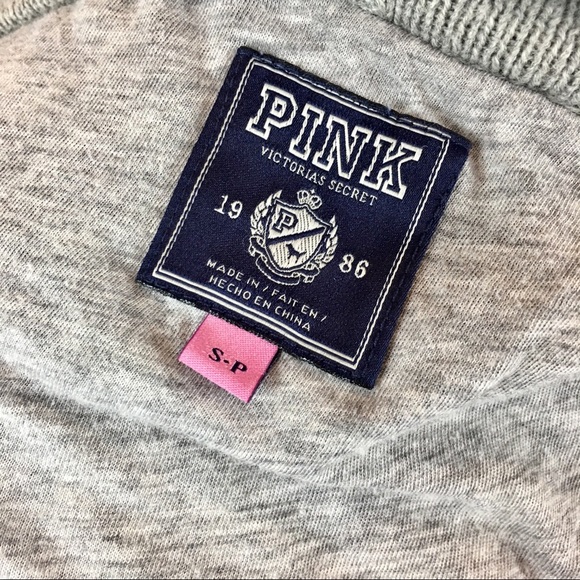 PINK
VICTORIA'S SECRET
19 86
P
MADE IN / FAIT EN /
HECHO EN CHINA
S-P